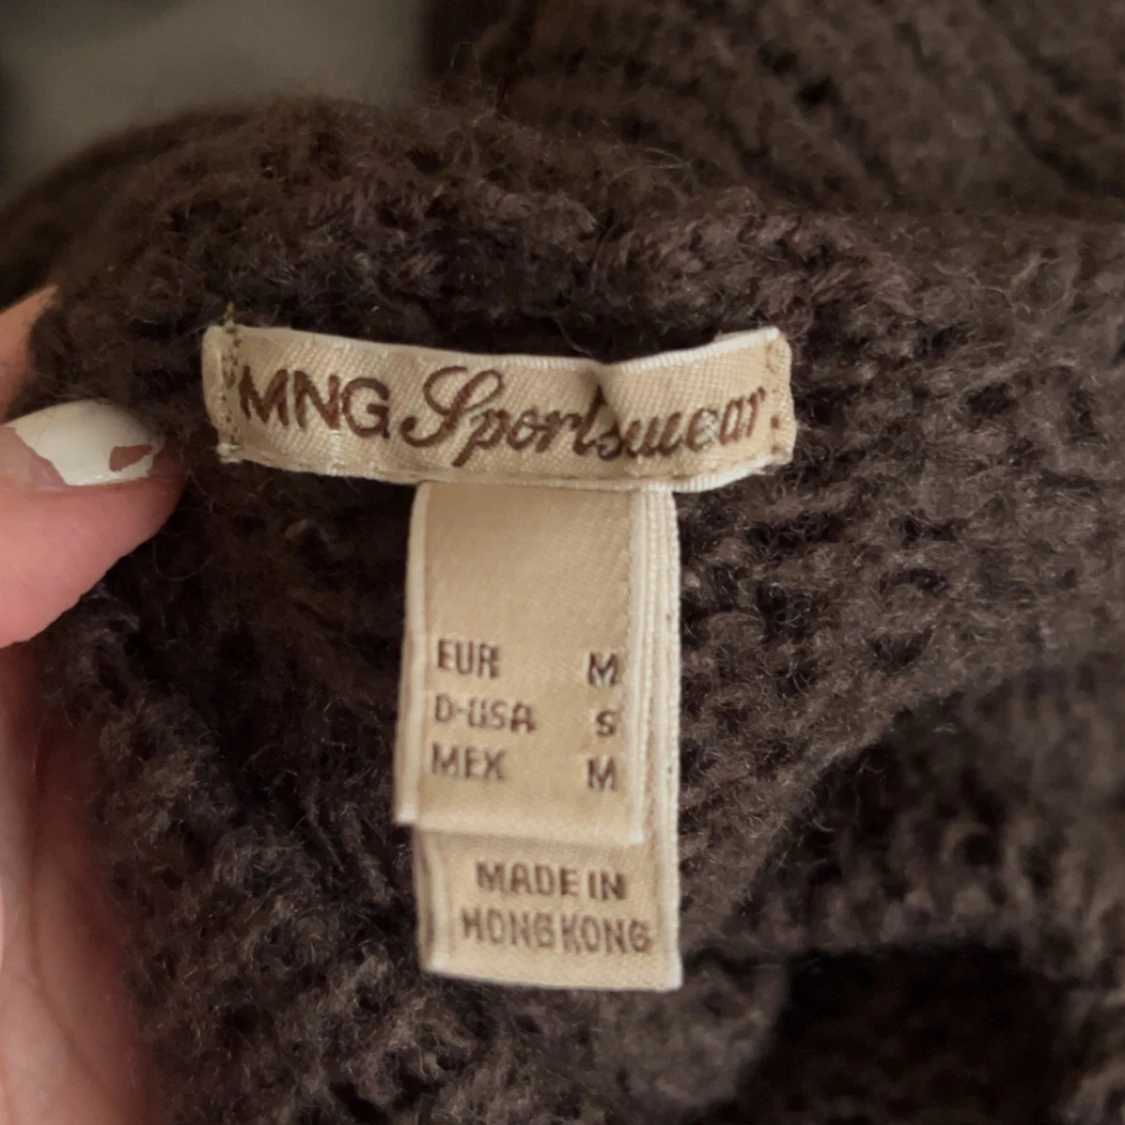 MNG Sportswear
EUR M
D-USA S
MEX M
MADE IN
HONG KONG